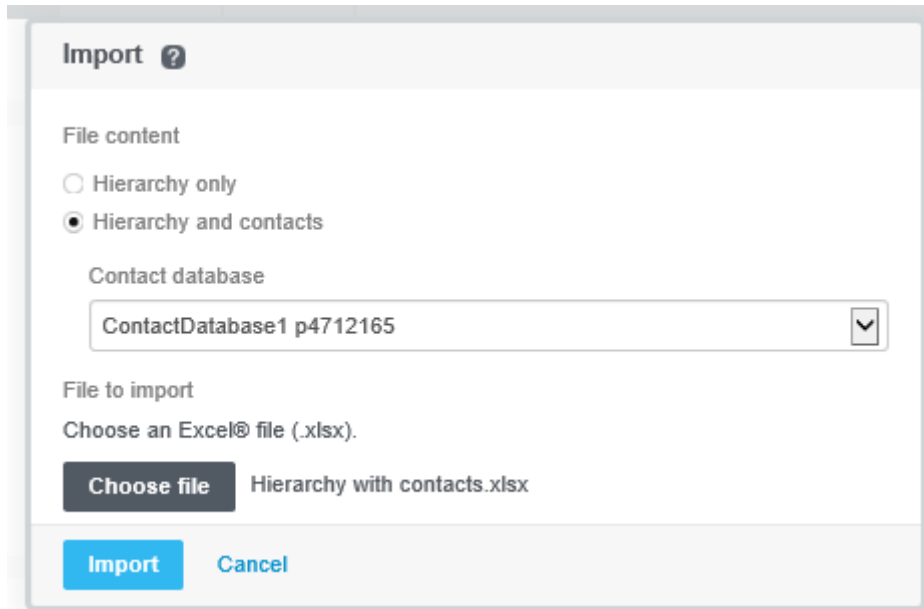 Import ?
File content
Hierarchy only
Hierarchy and contacts
Contact database
ContactDatabase1 p4712165
File to import
Choose an Excel® file (.xlsx).
Choose file Hierarchy with contacts.xlsx
Import Cancel